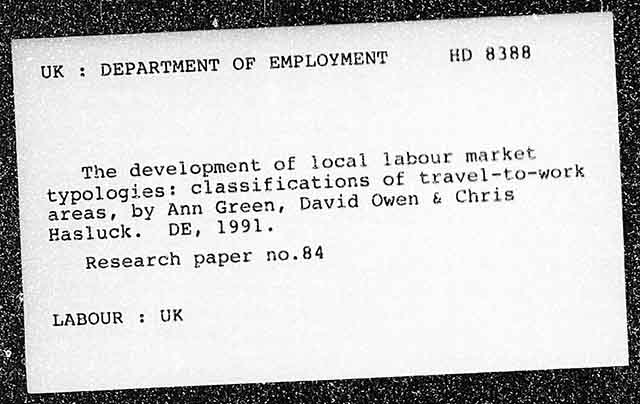 UK : DEPARTMENT OF EMPLOYMENT HD 8388
The development of local labour market
typologies: classifications of travel-to-work
areas, by Ann Green, David Owen & Chris
Hasluck. DE, 1991.
Research paper no.84
LABOUR : UK